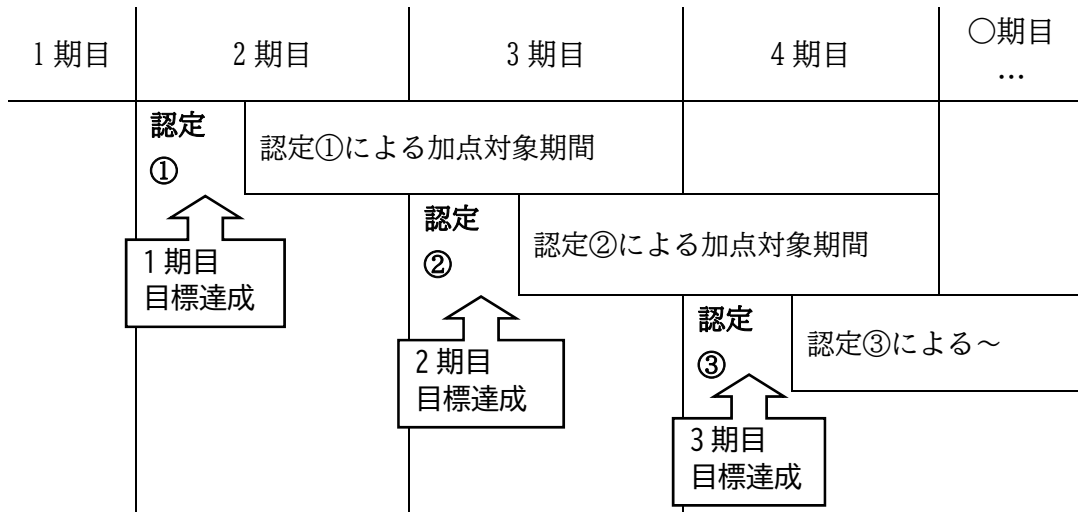 1期目
2期目
3期目
4期目
〇期目
…
認定
①
認定①による加点対象期間
1期目
目標達成
認定
②
認定②による加点対象期間
2期目
目標達成
認定
③
認定③による～
3期目
目標達成